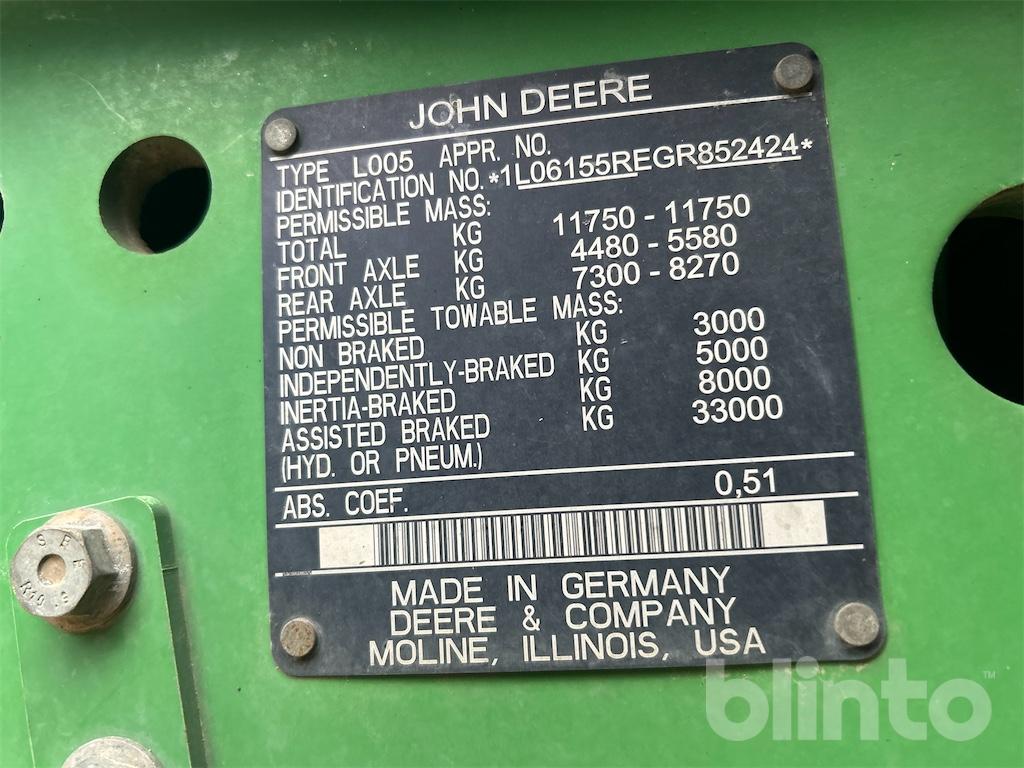 JOHN DEERE
TYPE L005 APPR. NO.
IDENTIFICATION NO. *1L06155REGR852424*
PERMISSIBLE MASS:
TOTAL KG 11750 - 11750
FRONT AXLE KG 4480 - 5580
REAR AXLE KG 7300 - 8270
PERMISSIBLE TOWABLE MASS:
NON BRAKED KG 3000
INDEPENDENTLY-BRAKED KG 5000
INERTIA-BRAKED KG 8000
ASSISTED BRAKED KG 33000
(HYD. OR PNEUM.)
ABS. COEF. 0,51
MADE IN GERMANY
DEERE & COMPANY
MOLINE, ILLINOIS, USA
blinto™